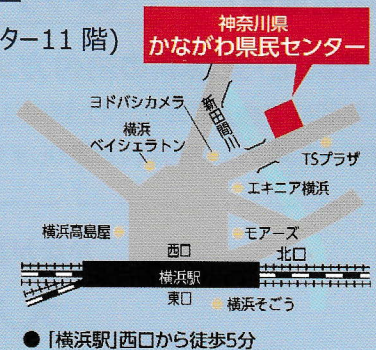 ター11 階)
神奈川県
かながわ県民センター
ヨドバシカメラ
新田間川
横浜
ベイシェラトン
TSプラザ
エキニア横浜
横浜高島屋
モアーズ
西口
北口
横浜駅
東口
横浜そごう
● 「横浜駅」西口から徒歩5分